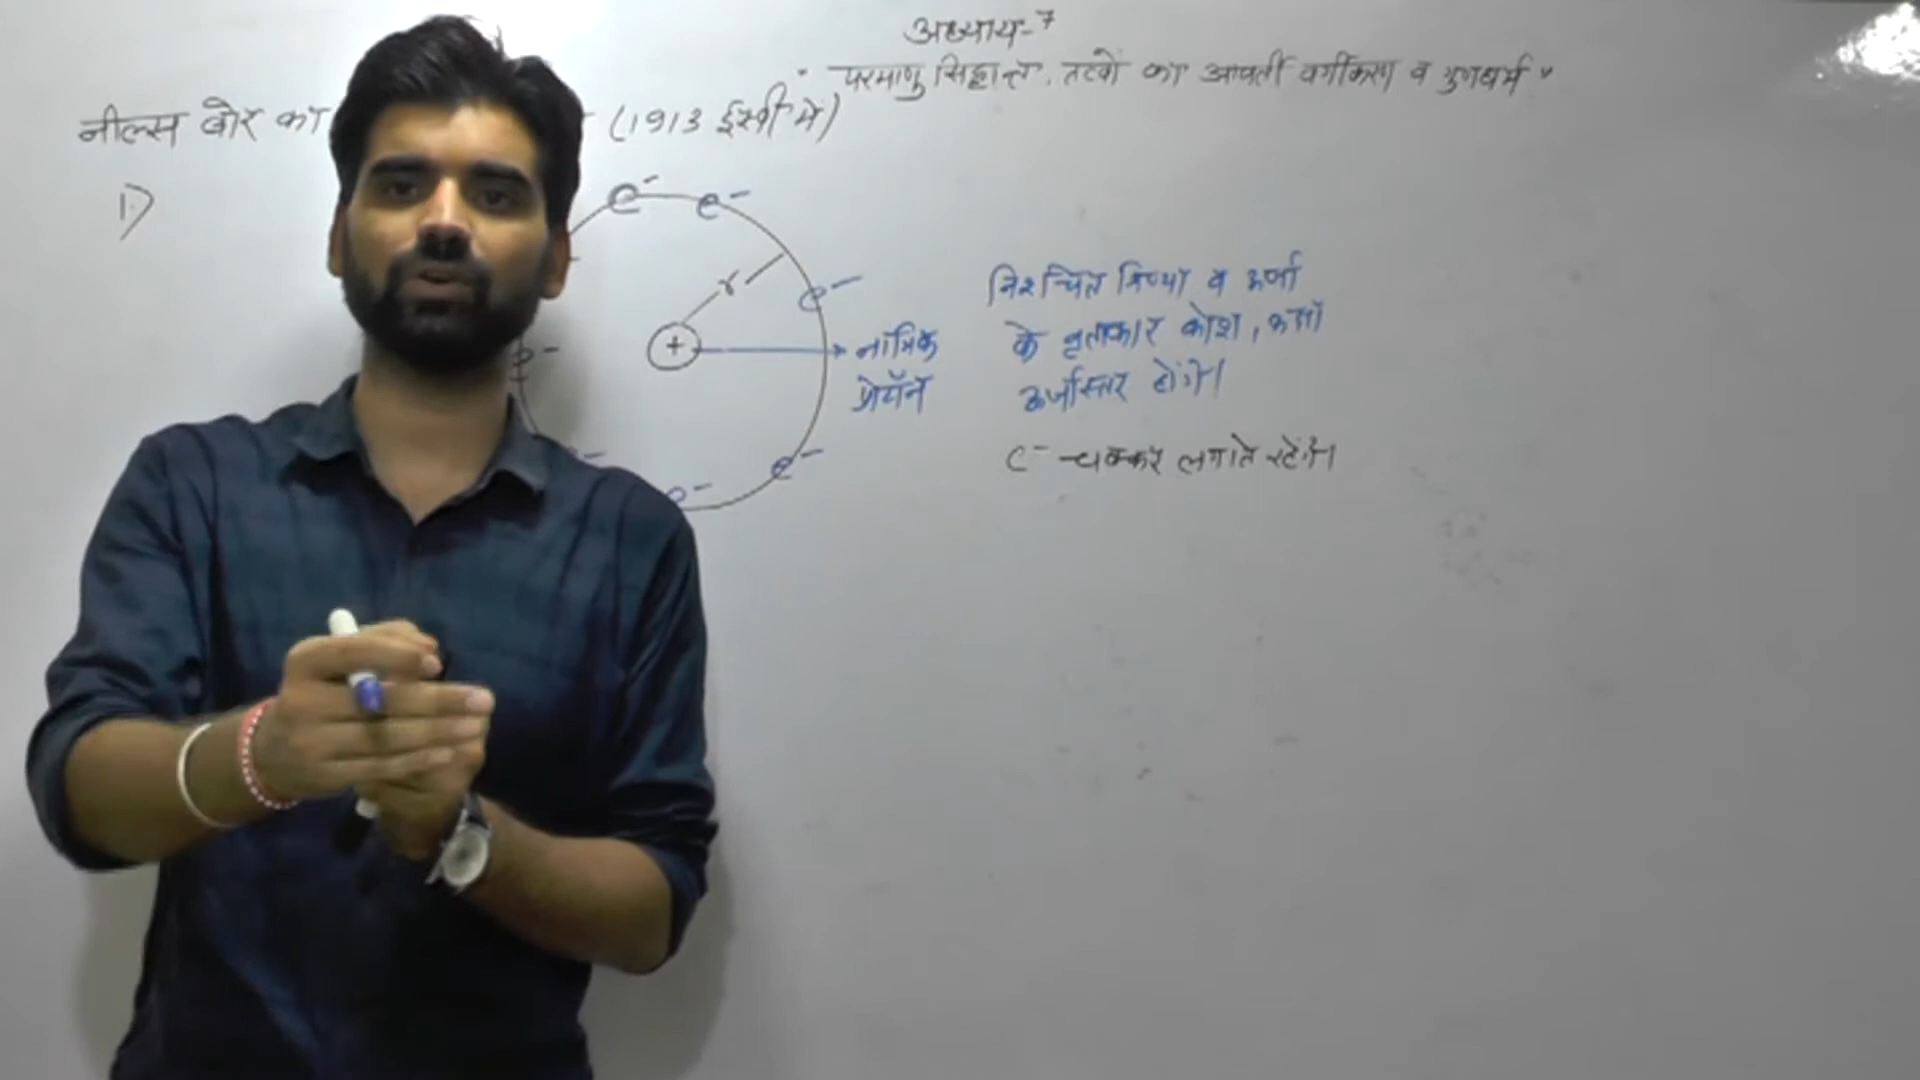 अध्याय-7
" परमाणु सिद्धान्त, तत्वों का आवर्ती वर्गीकरण व गुणधर्म "
नील्स बोर का (1913 ईस्वी में)
1)
e⁻ e⁻
r
e⁻
+
नाभिक
प्रोटॉन
e⁻
e⁻
e⁻
निश्चित त्रिज्या व ऊर्जा
के वृत्ताकार कोश, कक्षा
ऊर्जास्तर होंगे।
e⁻ चक्कर लगाते रहेंगे।